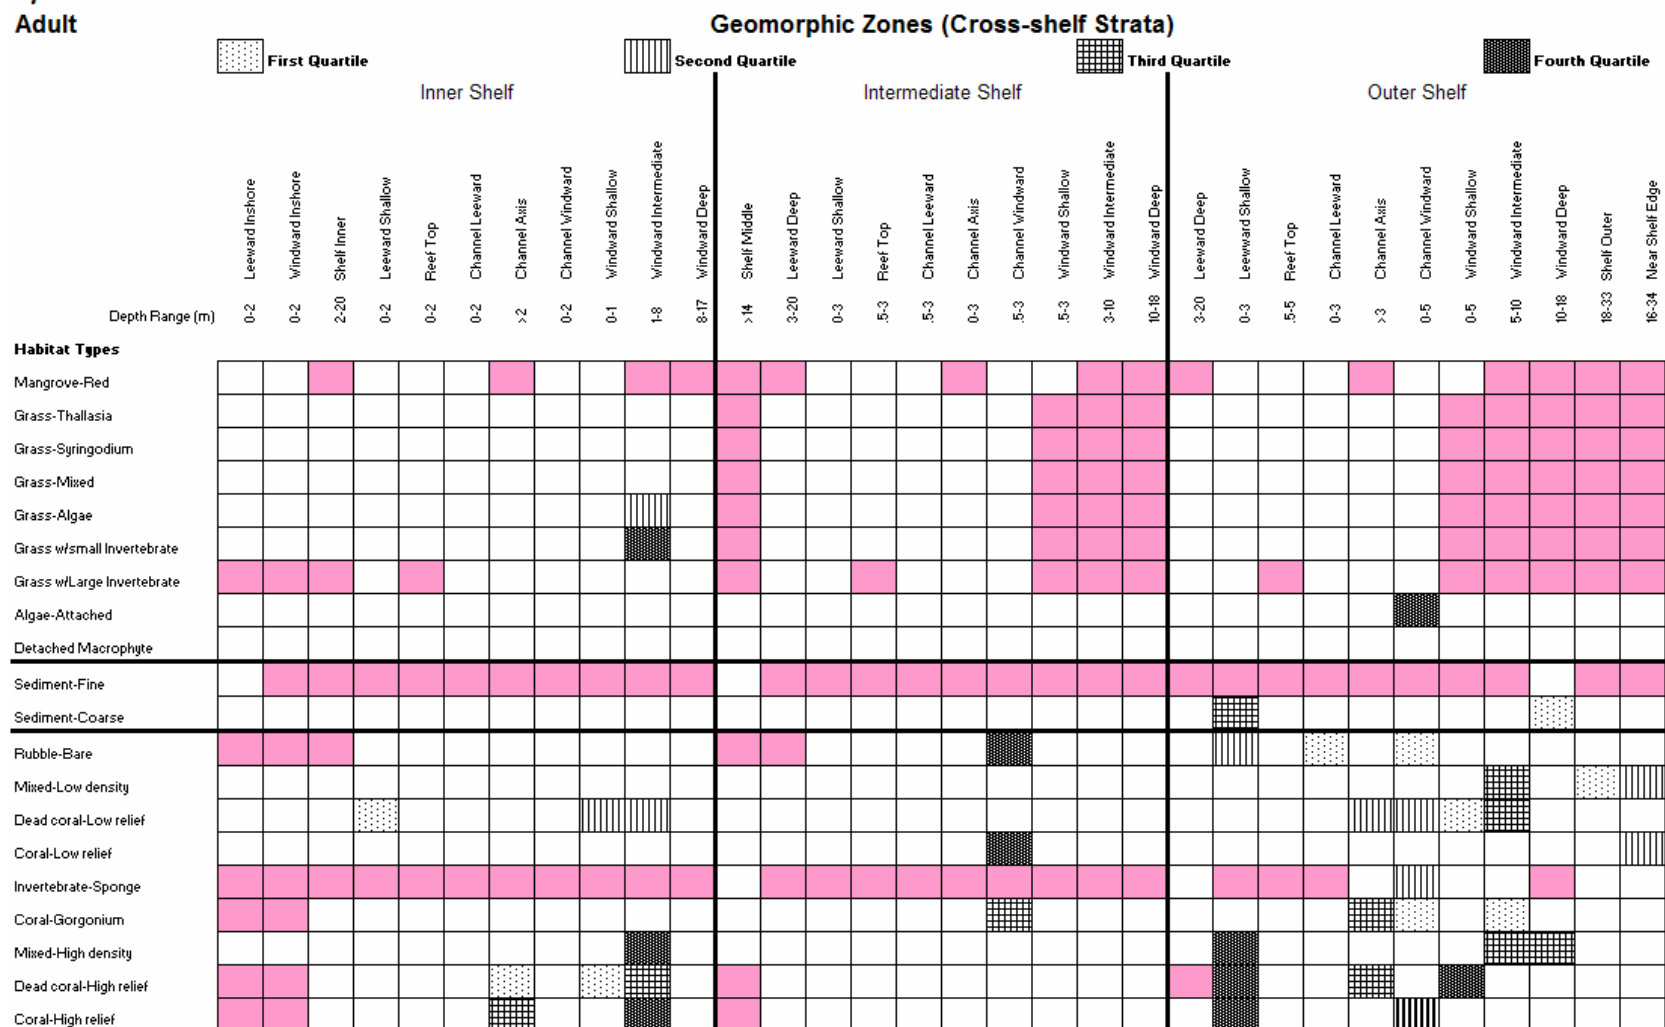 Adult
Geomorphic Zones (Cross-shelf Strata)
First Quartile
Second Quartile
Third Quartile
Fourth Quartile
Inner Shelf
Intermediate Shelf
Outer Shelf
Leeward Inshore
Windward Inshore
Shelf Inner
Leeward Shallow
Reef Top
Channel Leeward
Channel Axis
Channel Windward
Windward Shallow
Windward Intermediate
Windward Deep
Shelf Middle
Leeward Deep
Leeward Shallow
Reef Top
Channel Leeward
Channel Axis
Channel Windward
Windward Shallow
Windward Intermediate
Windward Deep
Leeward Deep
Leeward Shallow
Reef Top
Channel Leeward
Channel Axis
Channel Windward
Windward Shallow
Windward Intermediate
Windward Deep
Shelf Outer
Near Shelf Edge
Depth Range (m) 0-2 0-2 2-20 0-2 0-2 0-2 >2 0-2 0-1 1-8 8-17 >14 3-20 0-3 .5-3 .5-3 0-3 .5-3 .5-3 3-10 10-18 3-20 0-3 .5-5 0-3 >3 0-5 0-5 5-10 10-18 18-33 16-34
Habitat Types
Mangrove-Red
Grass-Thallasia
Grass-Syringodium
Grass-Mixed
Grass-Algae
Grass w/small Invertebrate
Grass w/Large Invertebrate
Algae-Attached
Detached Macrophyte
Sediment-Fine
Sediment-Coarse
Rubble-Bare
Mixed-Low density
Dead coral-Low relief
Coral-Low relief
Invertebrate-Sponge
Coral-Gorgonium
Mixed-High density
Dead coral-High relief
Coral-High relief